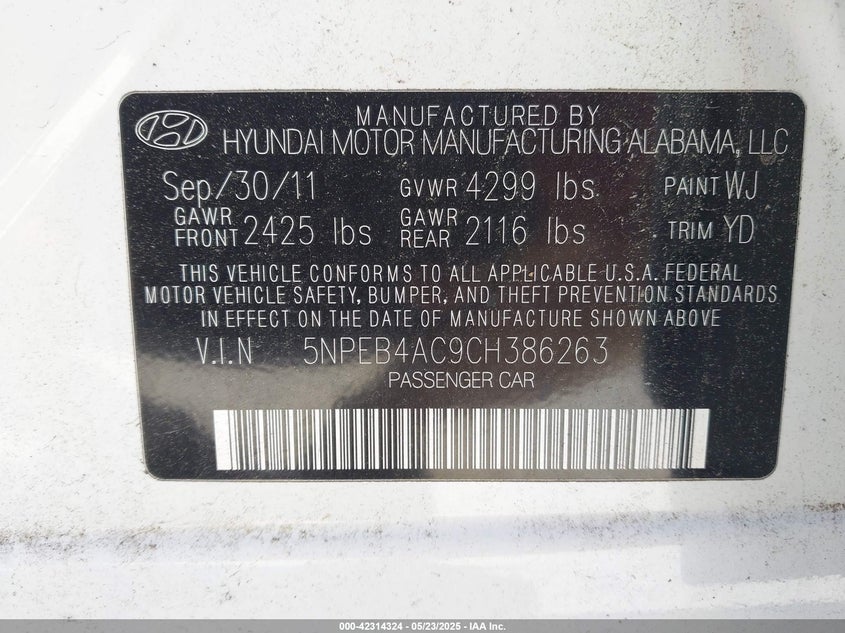 MANUFACTURED BY
HYUNDAI MOTOR MANUFACTURING ALABAMA, LLC
Sep/30/11 GVWR 4299 lbs PAINT WJ
GAWR FRONT 2425 lbs GAWR REAR 2116 lbs TRIM YD
THIS VEHICLE CONFORMS TO ALL APPLICABLE U.S.A. FEDERAL
MOTOR VEHICLE SAFETY, BUMPER, AND THEFT PREVENTION STANDARDS
IN EFFECT ON THE DATE OF MANUFACTURE SHOWN ABOVE
V.I.N 5NPEB4AC9CH386263
PASSENGER CAR
000-42314324 - 05/23/2025 - IAA Inc.